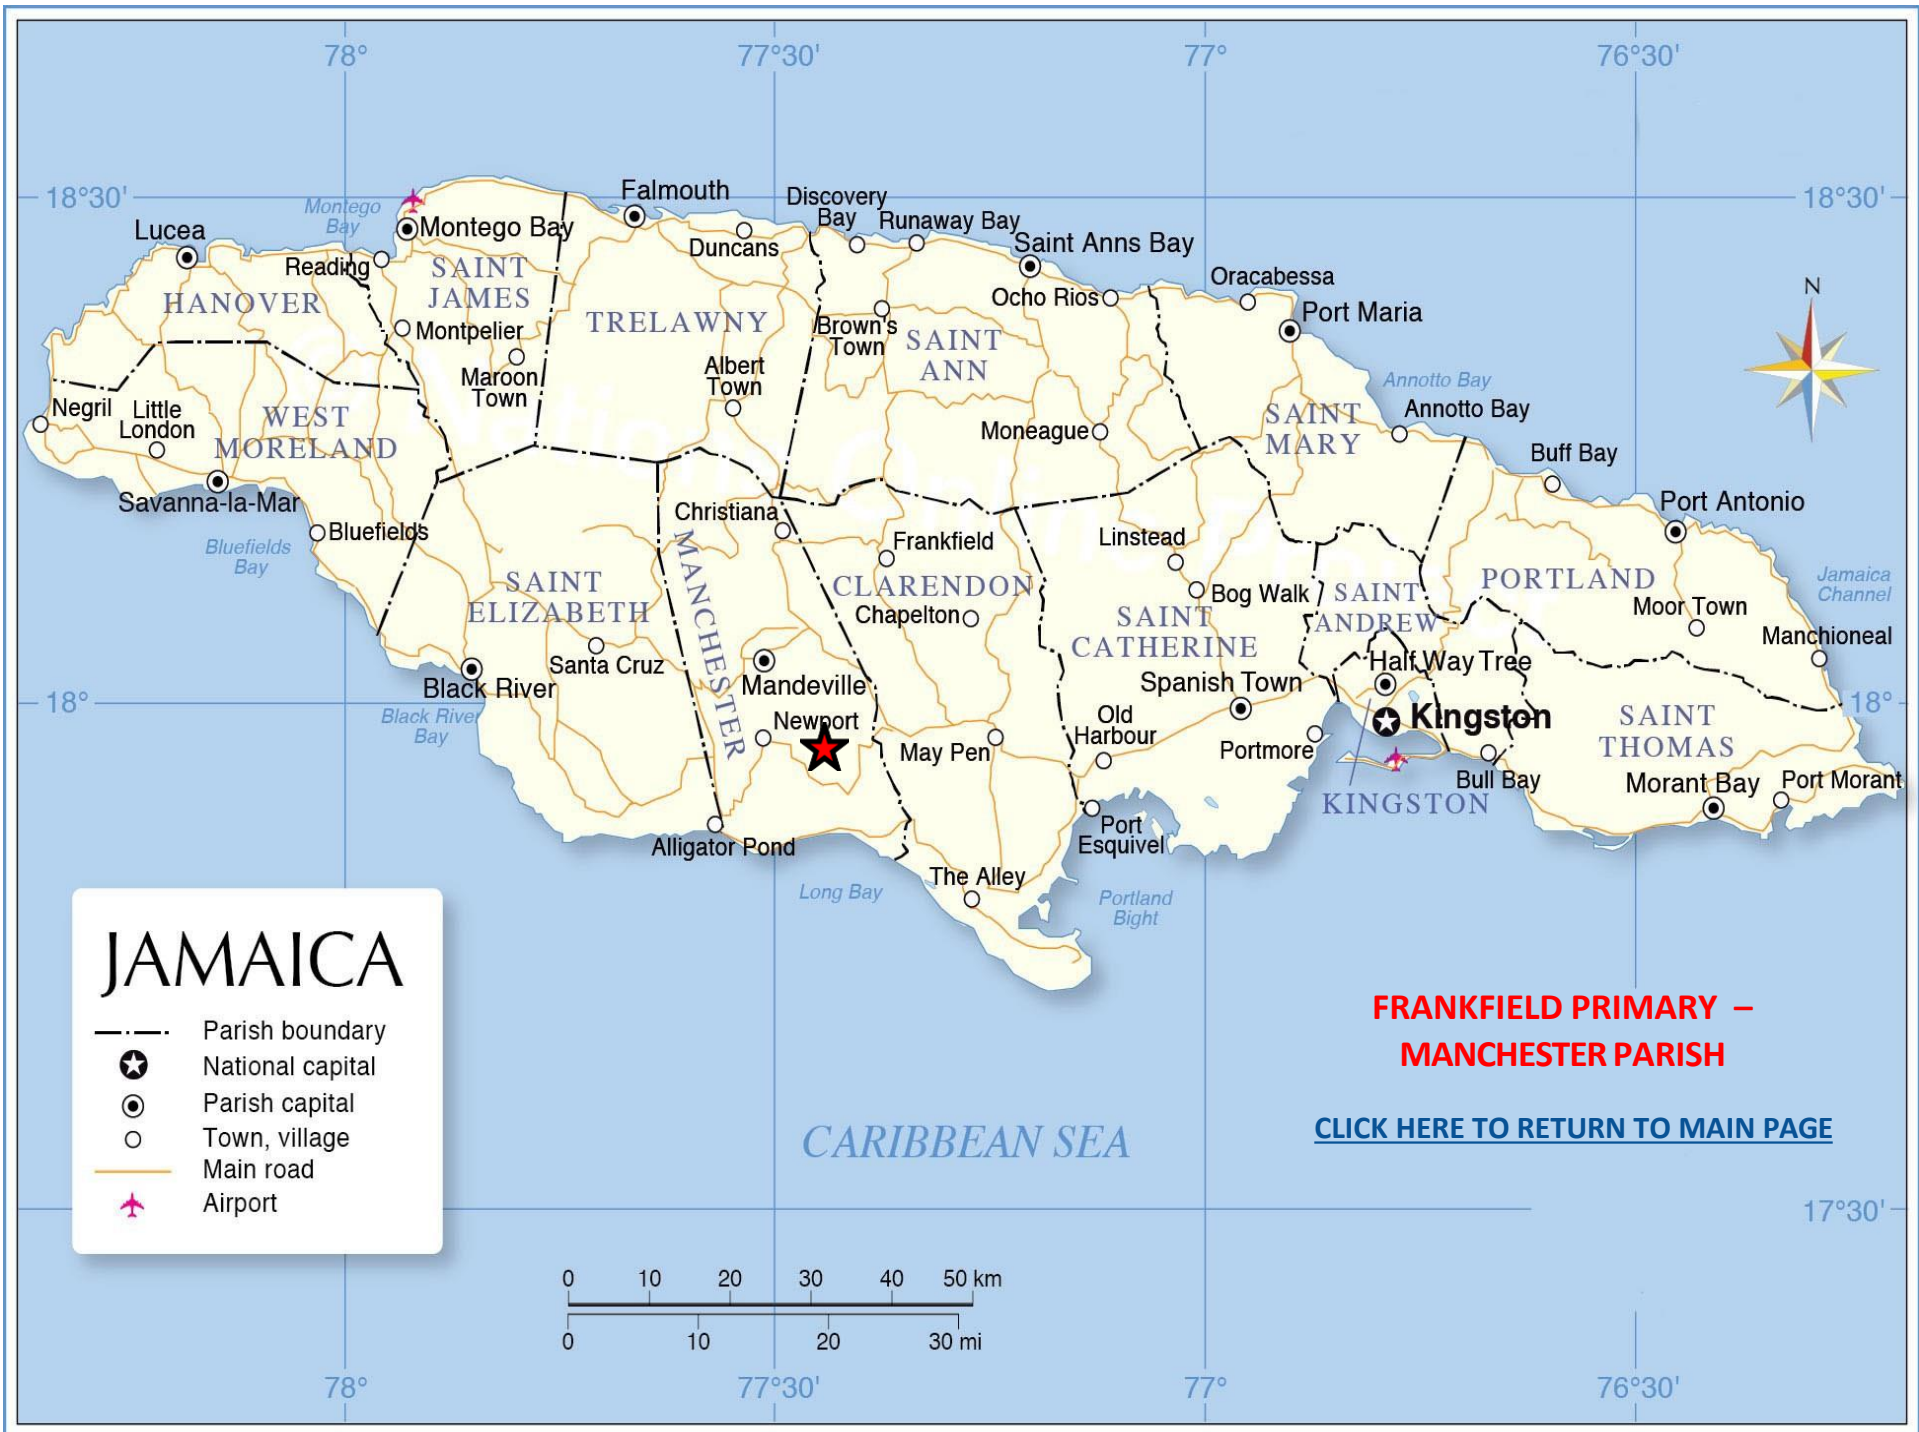 78°
77°30'
77°
76°30'
18°30'
18°30'
Montego
Bay
Lucea
Montego Bay
Falmouth
Discovery
Bay
Runaway Bay
Duncans
Saint Anns Bay
Reading
SAINT
JAMES
HANOVER
Ocho Rios
Oracabessa
Port Maria
N
Montpelier
TRELAWNY
Brown's
Town
SAINT
ANN
Maroon
Town
Albert
Town
Annotto Bay
Annotto Bay
Negril
Little
London
WEST
MORELAND
Moneague
SAINT
MARY
Buff Bay
Savanna-la-Mar
Port Antonio
Bluefields
Bluefields
Bay
Christiana
Frankfield
Linstead
MANCHESTER
SAINT
ELIZABETH
CLARENDON
Chapelton
Bog Walk
SAINT
CATHERINE
SAINT
ANDREW
PORTLAND
Moor Town
Jamaica
Channel
Manchioneal
Santa Cruz
Black River
Black River
Bay
Mandeville
Newport
Half Way Tree
Spanish Town
18°
18°
Kingston
SAINT
THOMAS
Old
Harbour
May Pen
Portmore
Bull Bay
KINGSTON
Morant Bay
Port Morant
Alligator Pond
Port
Esquivel
Long Bay
The Alley
Portland
Bight
JAMAICA
Parish boundary
National capital
Parish capital
Town, village
Main road
Airport
FRANKFIELD PRIMARY –
MANCHESTER PARISH
CLICK HERE TO RETURN TO MAIN PAGE
CARIBBEAN SEA
17°30'
0 10 20 30 40 50 km
0 10 20 30 mi
78°
77°30'
77°
76°30'